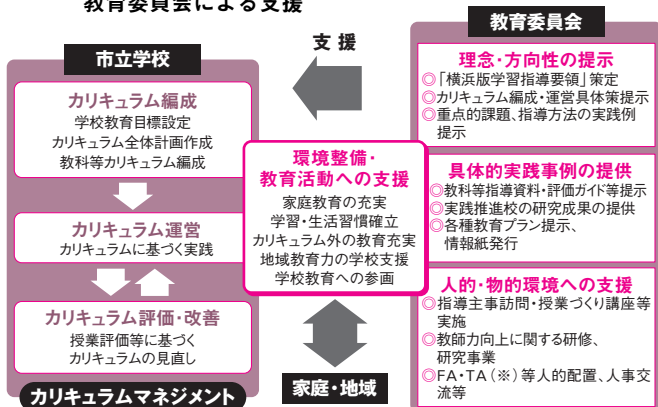 教育委員会による支援
市立学校
カリキュラム編成
学校教育目標設定
カリキュラム全体計画作成
教科等カリキュラム編成
カリキュラム運営
カリキュラムに基づく実践
カリキュラム評価・改善
授業評価等に基づく
カリキュラムの見直し
カリキュラムマネジメント
支援
環境整備・
教育活動への支援
家庭教育の充実
学習・生活習慣確立
カリキュラム外の教育充実
地域教育力の学校支援
学校教育への参画
家庭・地域
教育委員会
理念・方向性の提示
◎「横浜版学習指導要領」策定
◎カリキュラム編成・運営具体策提示
◎重点的課題、指導方法の実践例
提示
具体的実践事例の提供
◎教科等指導資料・評価ガイド等提示
◎実践推進校の研究成果の提供
◎各種教育プラン提示、
情報紙発行
人的・物的環境への支援
◎指導主事訪問・授業づくり講座等
実施
◎教師力向上に関する研修、
研究事業
◎FA・TA(※)等人的配置、人事交
流等